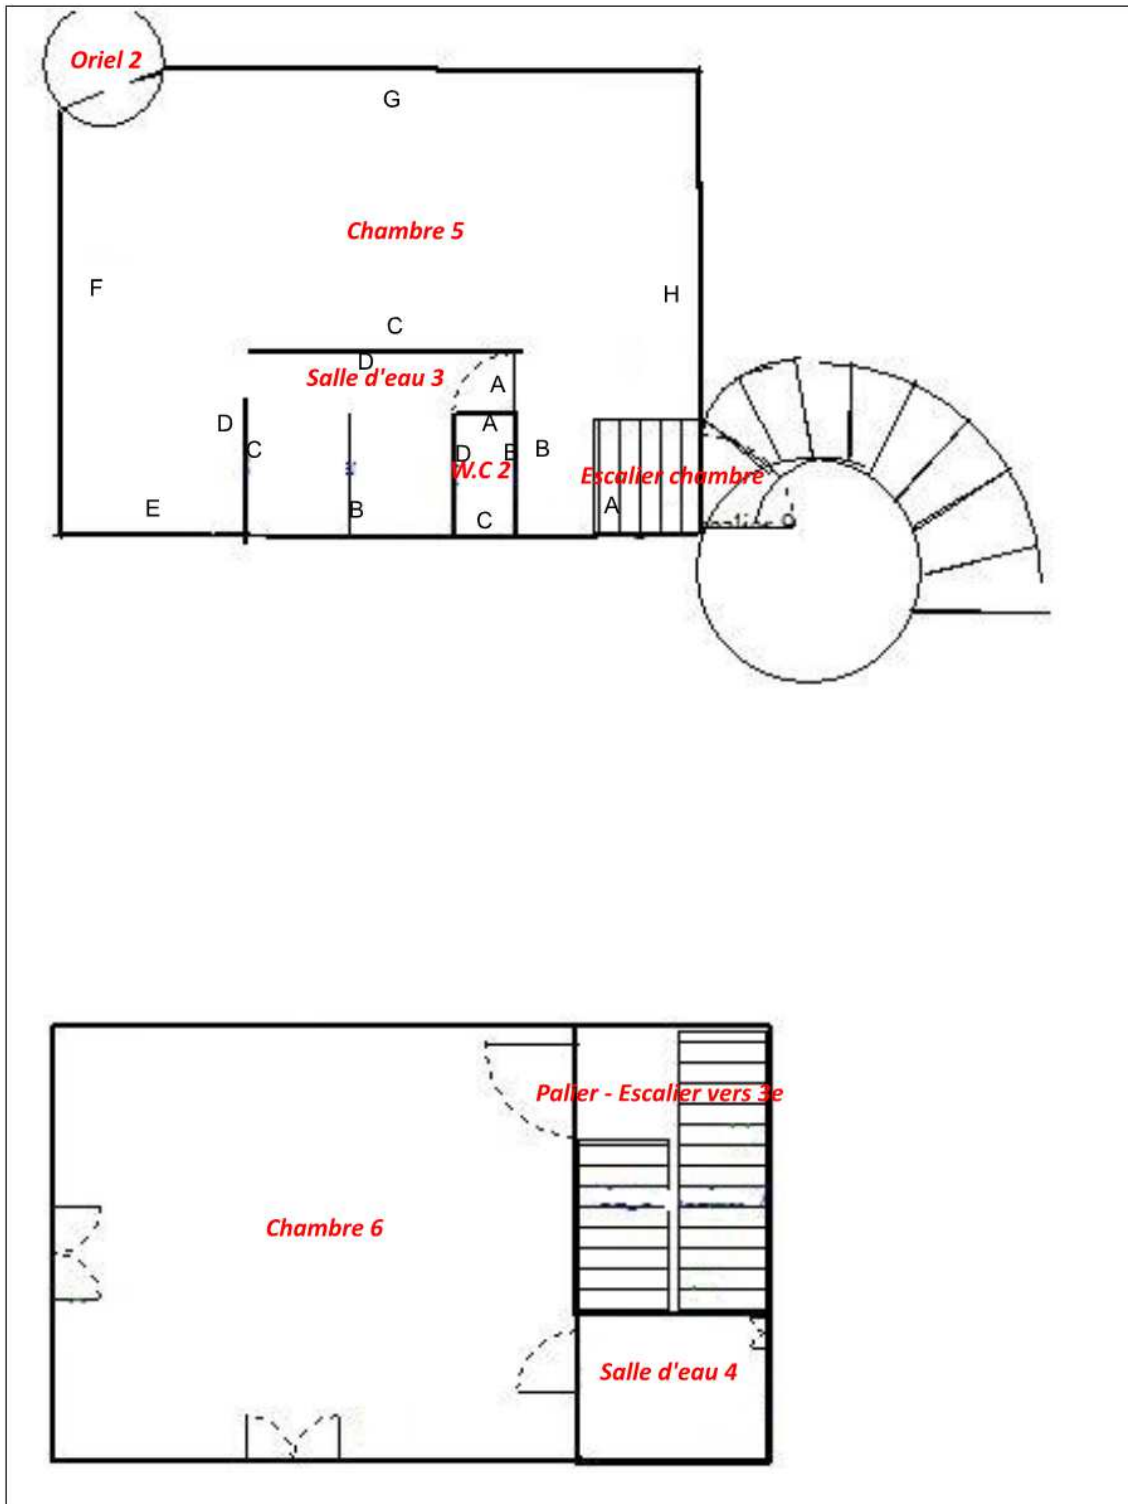 Oriel 2
G
Chambre 5
F
H
C
D
Salle d'eau 3
A
D
A
C
D
B
B
W.C 2
Escalier chambre
E
B
C
A
Palier - Escalier vers 3e
Chambre 6
Salle d'eau 4